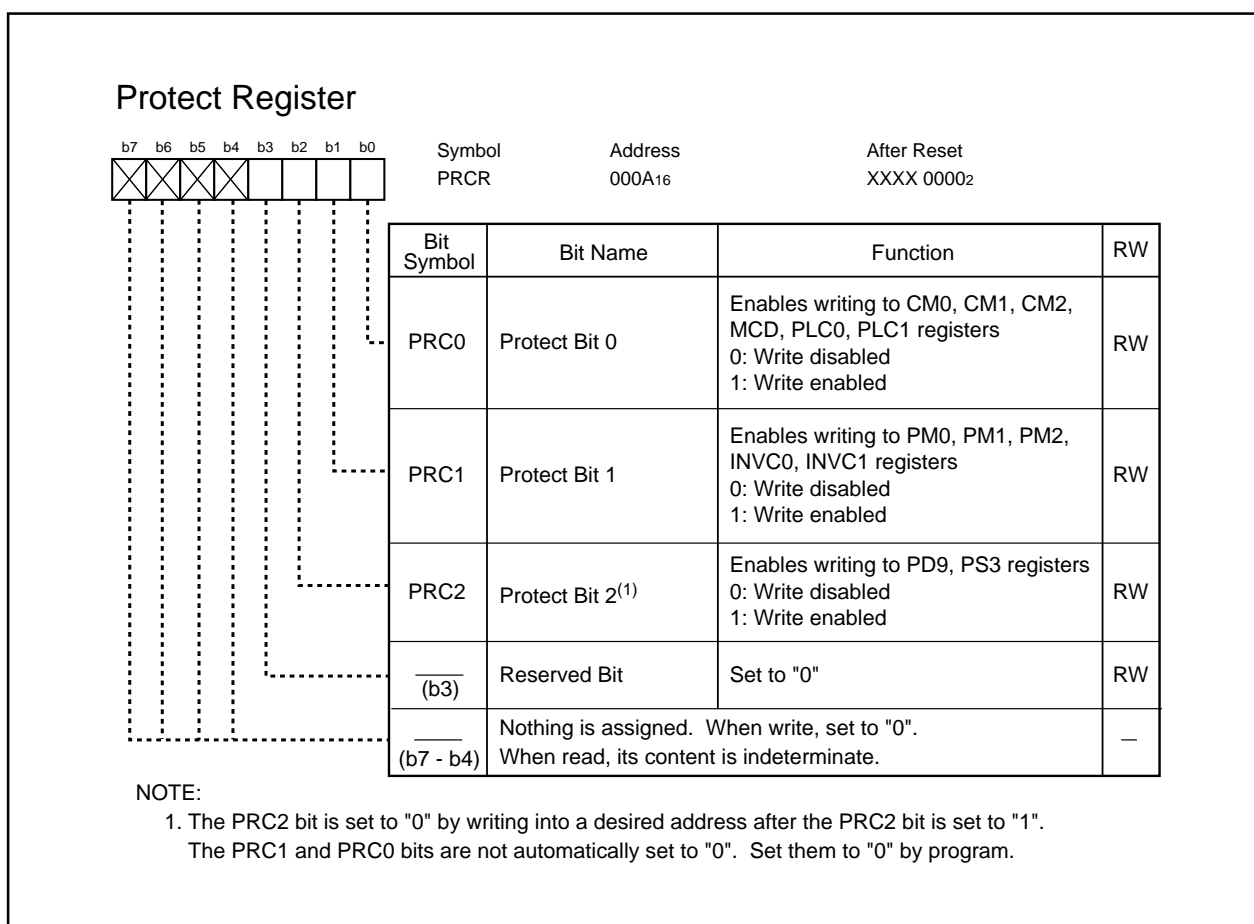 Protect Register
b7 b6 b5 b4 b3 b2 b1 b0
Symbol Address After Reset
PRCR 000A16 XXXX 00002
Bit Symbol Bit Name Function RW
PRC0 Protect Bit 0 Enables writing to CM0, CM1, CM2,
MCD, PLC0, PLC1 registers
0: Write disabled
1: Write enabled
RW
PRC1 Protect Bit 1 Enables writing to PM0, PM1, PM2,
INVC0, INVC1 registers
0: Write disabled
1: Write enabled
RW
PRC2 Protect Bit 2(1) Enables writing to PD9, PS3 registers
0: Write disabled
1: Write enabled
RW
(b3) Reserved Bit Set to "0" RW
(b7 - b4) Nothing is assigned. When write, set to "0".
When read, its content is indeterminate.
—
NOTE:
1. The PRC2 bit is set to "0" by writing into a desired address after the PRC2 bit is set to "1".
The PRC1 and PRC0 bits are not automatically set to "0". Set them to "0" by program.